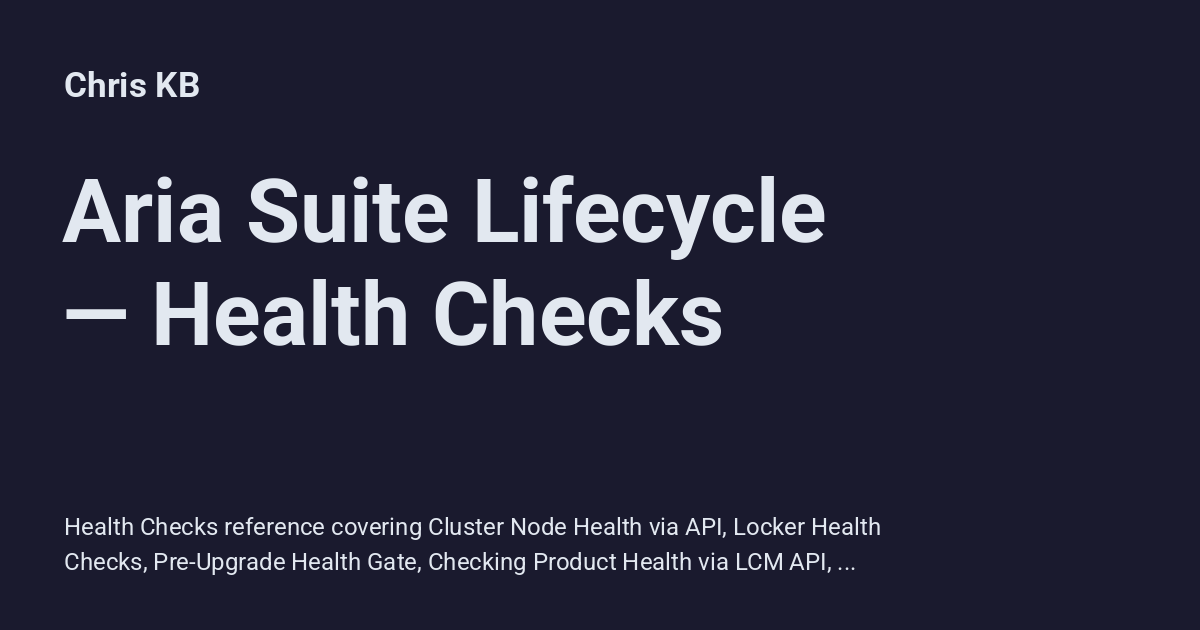 Chris KB
Aria Suite Lifecycle
— Health Checks
Health Checks reference covering Cluster Node Health via API, Locker Health
Checks, Pre-Upgrade Health Gate, Checking Product Health via LCM API, ...